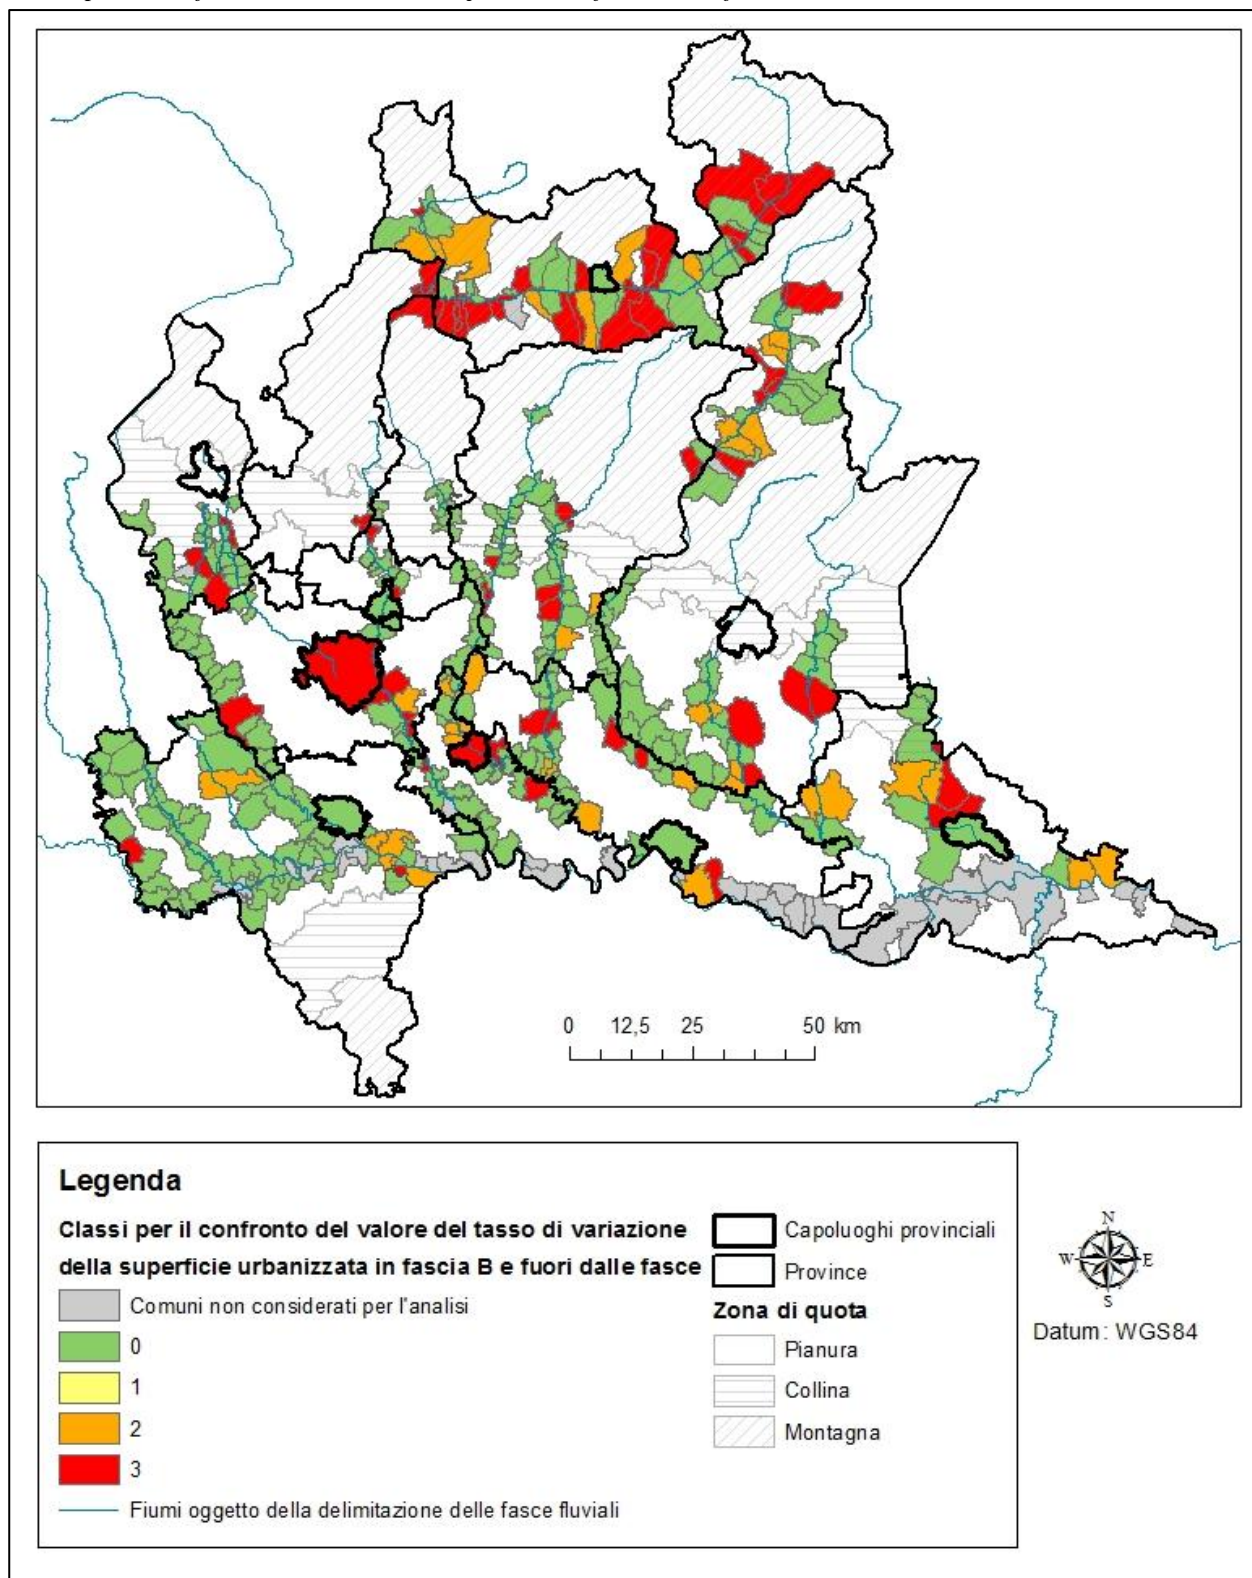 0 12,5 25 50 km
Legenda
Classi per il confronto del valore del tasso di variazione
della superficie urbanizzata in fascia B e fuori dalle fasce
Comuni non considerati per l'analisi
0
1
2
3
Fiumi oggetto della delimitazione delle fasce fluviali
Capoluoghi provinciali
Province
Zona di quota
Pianura
Collina
Montagna
N
W E
S
Datum: WGS84